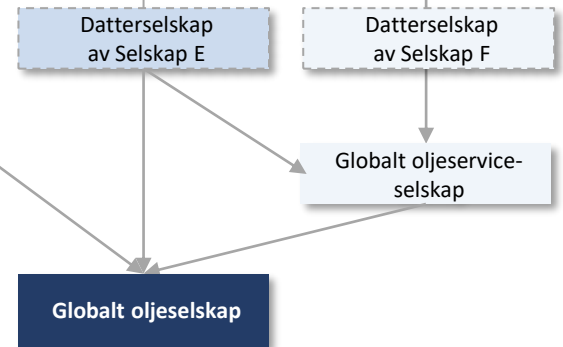 Datterselskap
av Selskap E
Datterselskap
av Selskap F
Globalt oljeservice-
selskap
Globalt oljeselskap